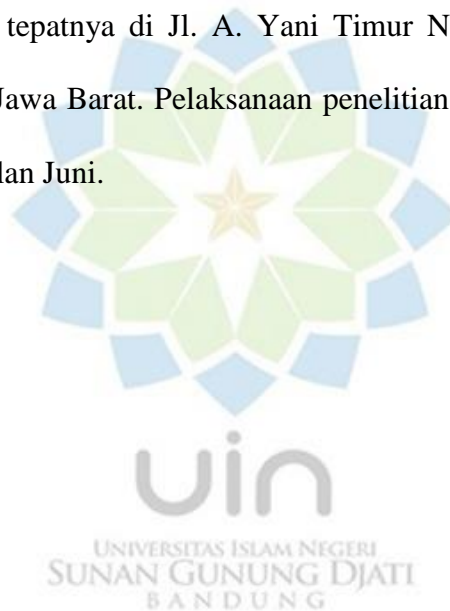 tepatnya di Jl. A. Yani Timur N
Jawa Barat. Pelaksanaan penelitian
lan Juni.
uin
UNIVERSITAS ISLAM NEGERI
SUNAN GUNUNG DJATI
BANDUNG